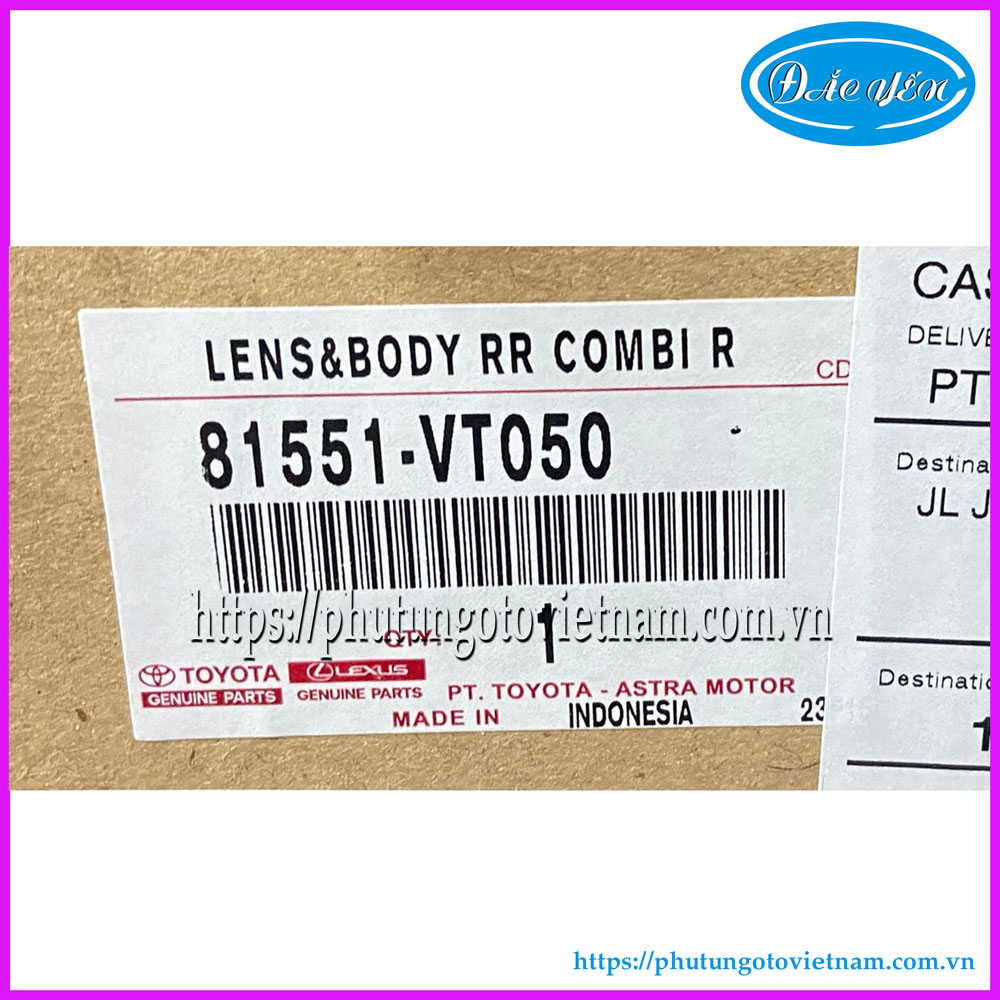 ĐẮC YẾN
LENS&BODY RR COMBI R
CD
81551-VT050
https://phutungotovietnam.com.vn
QTY: 1
TOYOTA
GENUINE PARTS
LEXUS
GENUINE PARTS
PT. TOYOTA - ASTRA MOTOR
MADE IN INDONESIA 23
CAS
DELIVE
PT
Destina
JL J
Destinatio
1
https://phutungotovietnam.com.vn